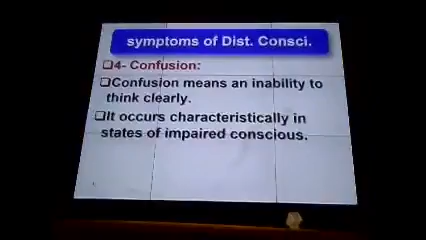 symptoms of Dist. Consci.
❑4- Confusion:
❑Confusion means an inability to
think clearly.
❑It occurs characteristically in
states of impaired conscious.